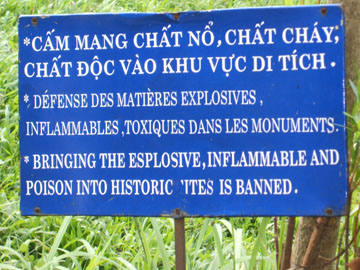 *CẤM MANG CHẤT NỔ, CHẤT CHÁY,
CHẤT ĐỘC VÀO KHU VỰC DI TÍCH.
* DÉFENSE DES MATIÈRES EXPLOSIVES,
INFLAMMABLES,TOXIQUES DANS LES MONUMENTS.
* BRINGING THE ESPLOSIVE, INFLAMMABLE AND
POISON INTO HISTORIC 'ITES IS BANNED.